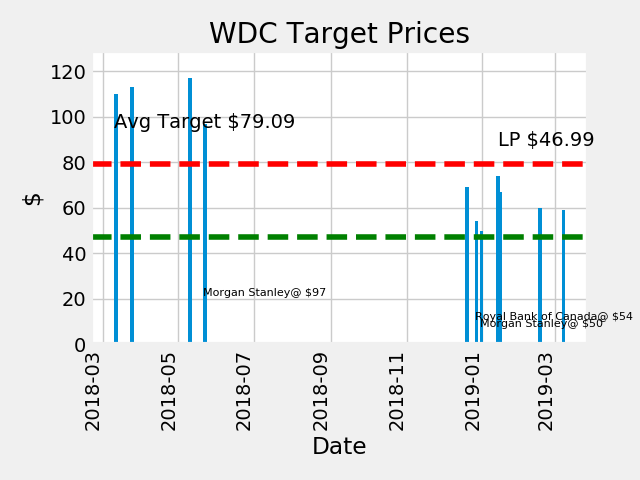 WDC Target Prices
120
100
80
60
40
20
0
$
Avg Target $79.09
LP $46.99
Morgan Stanley@ $97
Royal Bank of Canada@ $54
Morgan Stanley@ $50
2018-03
2018-05
2018-07
2018-09
2018-11
2019-01
2019-03
Date